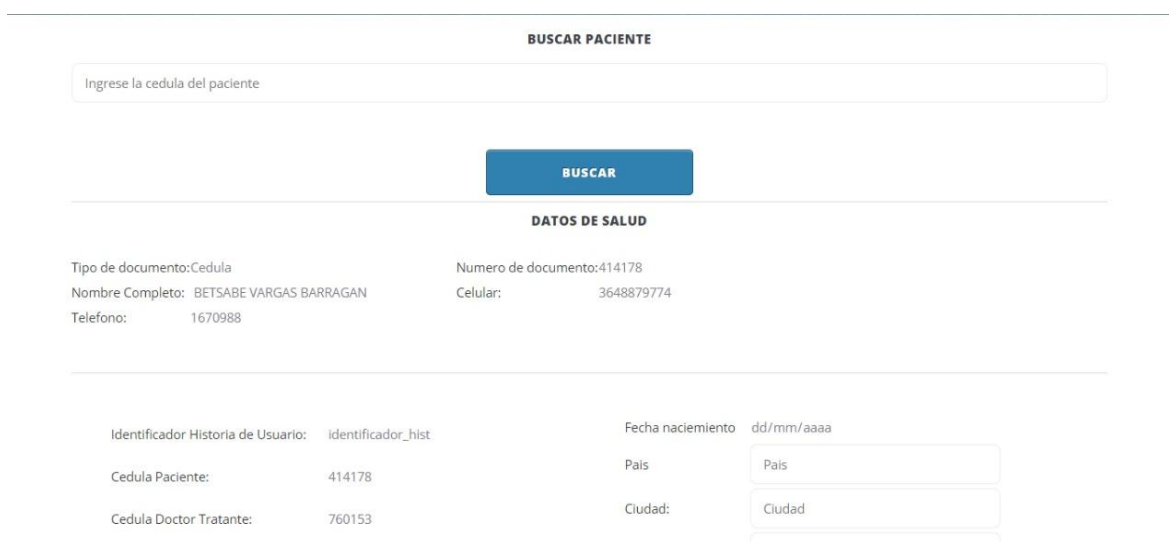 BUSCAR PACIENTE
Ingrese la cedula del paciente
BUSCAR
DATOS DE SALUD
Tipo de documento:Cedula Numero de documento:414178
Nombre Completo: BETSABE VARGAS BARRAGAN Celular: 3648879774
Telefono: 1670988
Identificador Historia de Usuario: identificador_hist Fecha naciemiento dd/mm/aaaa
Cedula Paciente: 414178 Pais Pais
Cedula Doctor Tratante: 760153 Ciudad: Ciudad